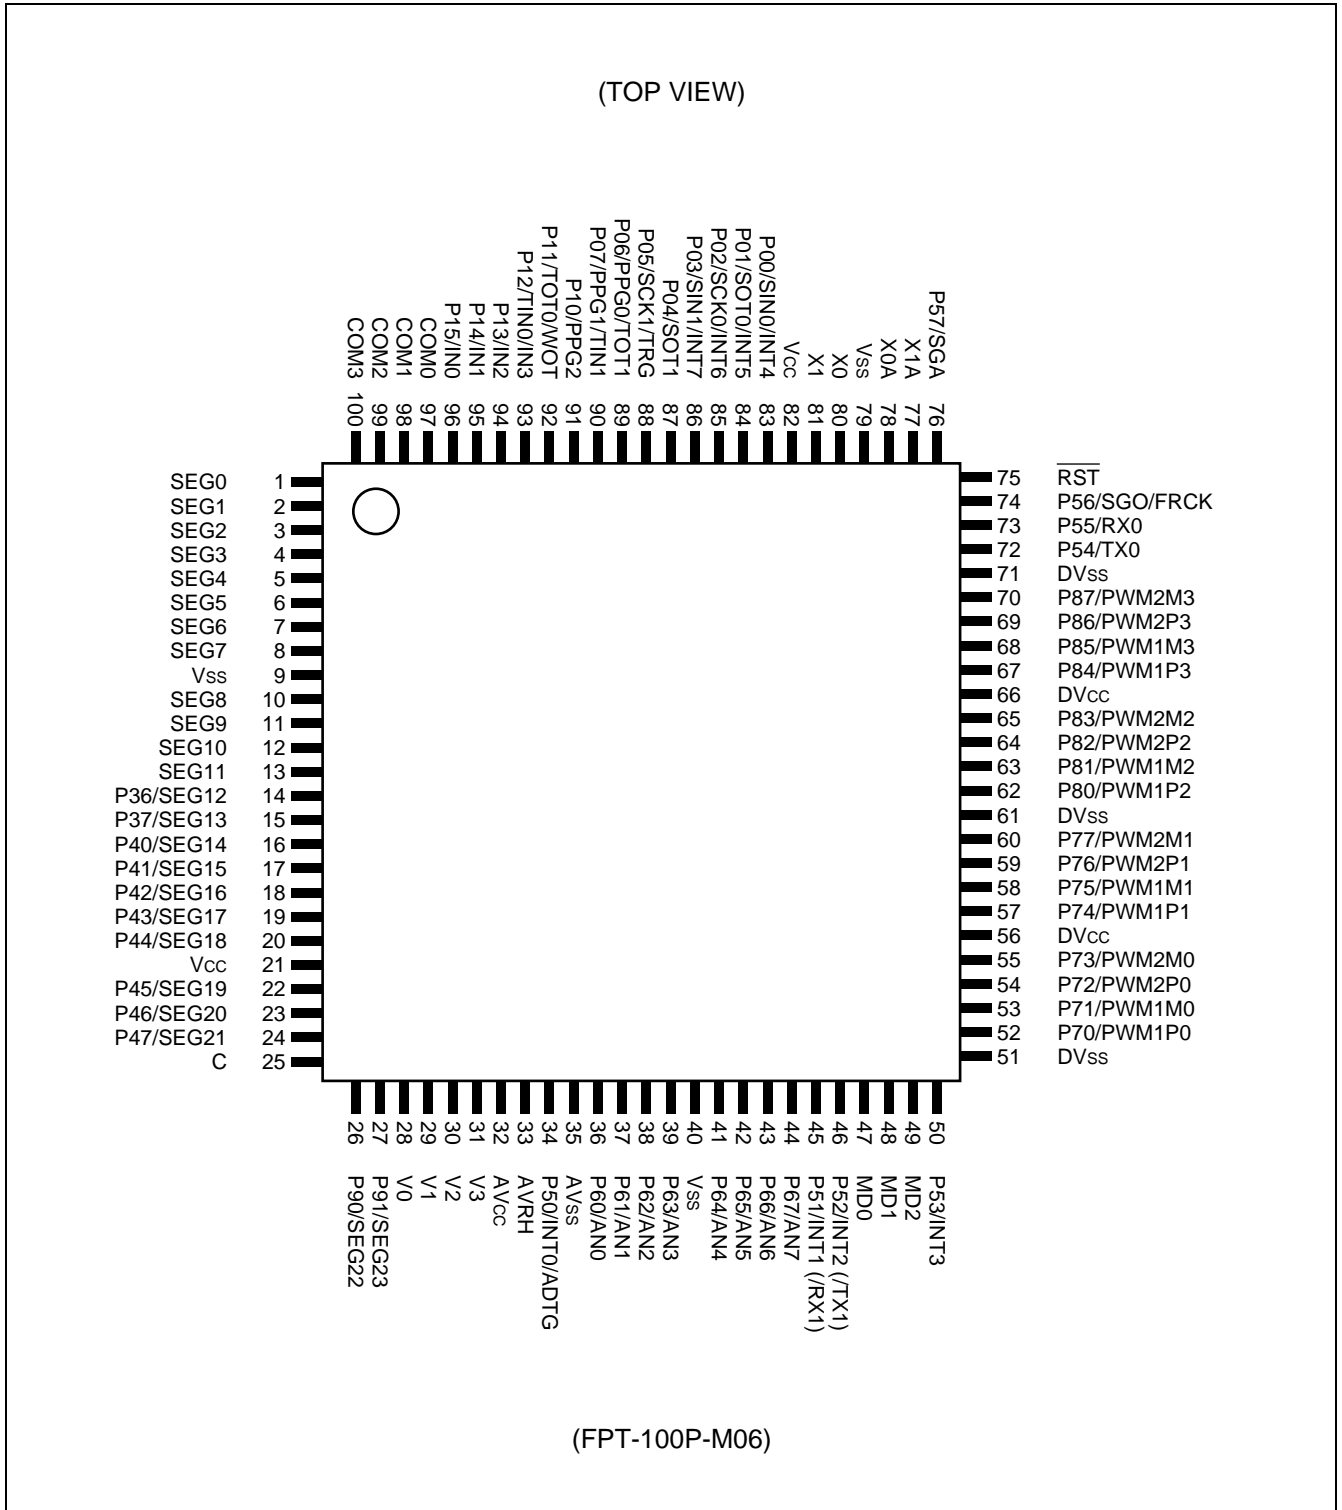 (TOP VIEW)
COM3 100
COM2 99
COM1 98
COM0 97
P15/IN0 96
P14/IN1 95
P13/IN2 94
P12/TIN0/IN3 93
P11/TOT0/WOT 92
P10/PPG2 91
P07/PPG1/TIN1 90
P06/PPG0/TOT1 89
P05/SCK1/TRG 88
P04/SOT1 87
P03/SIN1/INT7 86
P02/SCK0/INT6 85
P01/SOT0/INT5 84
P00/SIN0/INT4 83
Vcc 82
X1 81
X0 80
Vss 79
X0A 78
X1A 77
P57/SGA 76
SEG0 1
SEG1 2
SEG2 3
SEG3 4
SEG4 5
SEG5 6
SEG6 7
SEG7 8
Vss 9
SEG8 10
SEG9 11
SEG10 12
SEG11 13
P36/SEG12 14
P37/SEG13 15
P40/SEG14 16
P41/SEG15 17
P42/SEG16 18
P43/SEG17 19
P44/SEG18 20
Vcc 21
P45/SEG19 22
P46/SEG20 23
P47/SEG21 24
C 25
75 RST
74 P56/SGO/FRCK
73 P55/RX0
72 P54/TX0
71 DVss
70 P87/PWM2M3
69 P86/PWM2P3
68 P85/PWM1M3
67 P84/PWM1P3
66 DVcc
65 P83/PWM2M2
64 P82/PWM2P2
63 P81/PWM1M2
62 P80/PWM1P2
61 DVss
60 P77/PWM2M1
59 P76/PWM2P1
58 P75/PWM1M1
57 P74/PWM1P1
56 DVcc
55 P73/PWM2M0
54 P72/PWM2P0
53 P71/PWM1M0
52 P70/PWM1P0
51 DVss
26 P90/SEG22
27 P91/SEG23
28 V0
29 V1
30 V2
31 V3
32 AVcc
33 AVRH
34 P50/INT0/ADTG
35 AVss
36 P60/AN0
37 P61/AN1
38 P62/AN2
39 P63/AN3
40 Vss
41 P64/AN4
42 P65/AN5
43 P66/AN6
44 P67/AN7
45 P51/INT1 (/RX1)
46 P52/INT2 (/TX1)
47 MD0
48 MD1
49 MD2
50 P53/INT3
(FPT-100P-M06)